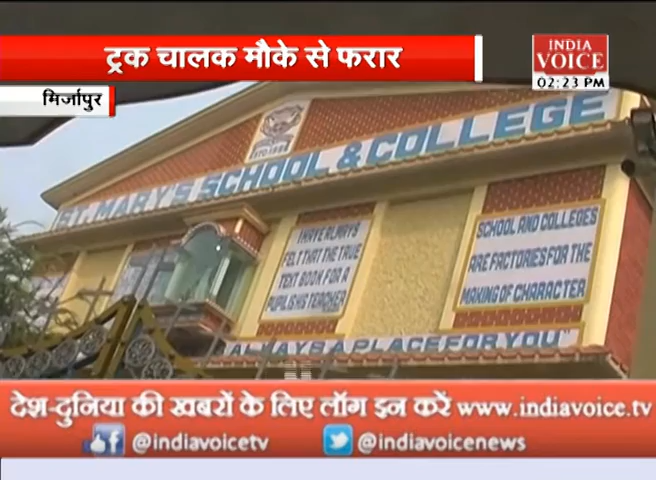 ट्रक चालक मौके से फरार
INDIA
VOICE
02:23 PM
मिर्जापुर
ST. MARY'S SCHOOL & COLLEGE
I HAVE ALWAYS
FELT THAT THE TRUE
TEXT BOOK FOR A
PUPIL IS HIS TEACHER
SCHOOL AND COLLEGES
ARE FACTORIES FOR THE
MAKING OF CHARACTER
"ALWAYS A PLACE FOR YOU"
देश-दुनिया की खबरों के लिए लॉग इन करें www.indiavoice.tv
@indiavoicetv @indiavoicenews